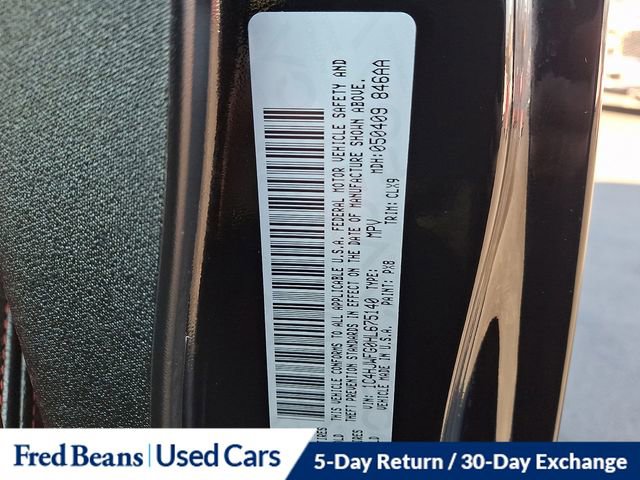 THIS VEHICLE CONFORMS TO ALL APPLICABLE U.S.A. FEDERAL MOTOR VEHICLE SAFETY AND
THEFT PREVENTION STANDARDS IN EFFECT ON THE DATE OF MANUFACTURE SHOWN ABOVE.
VIN: 1C4HJWFG0HL675140 TYPE: MPV MDH: 050409 846AA
VEHICLE MADE IN U.S.A. PAINT: PX8 TRIM: CLX9
Fred Beans Used Cars
5-Day Return / 30-Day Exchange